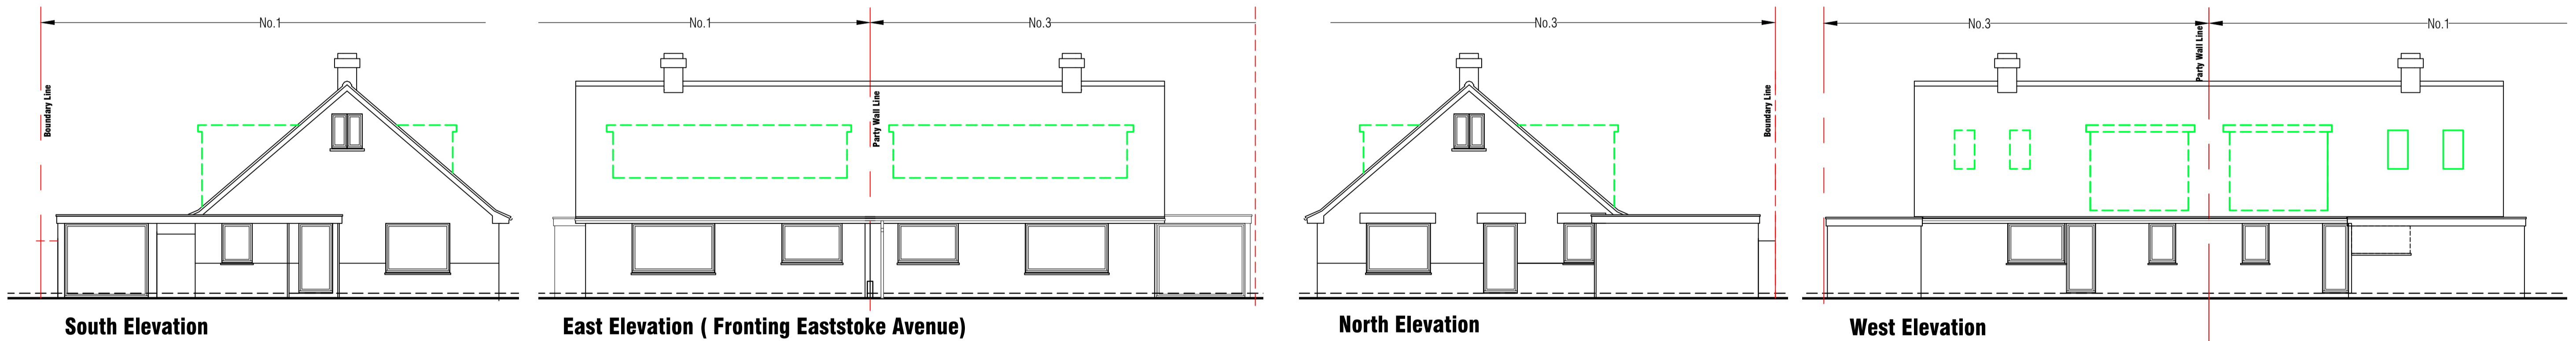 No.1
Boundary Line
South Elevation
No.1
No.3
Party Wall Line
East Elevation ( Fronting Eaststoke Avenue)
No.3
Boundary Line
North Elevation
No.3
No.1
Party Wall Line
West Elevation